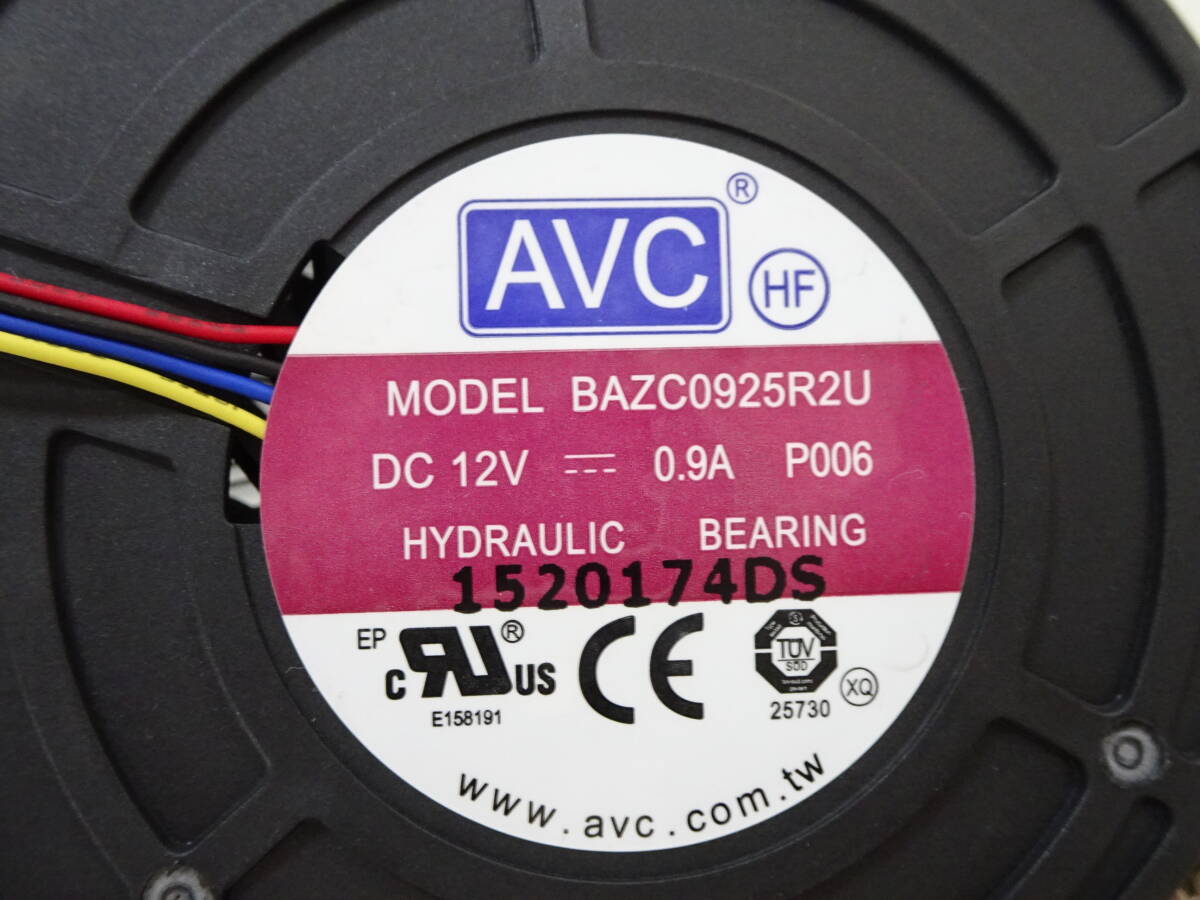 AVC ®
HF
MODEL BAZC0925R2U
DC 12V ⎓ 0.9A P006
HYDRAULIC BEARING
1520174DS
EP
c RU ® US
E158191
CE
TÜV
SÜD
25730
XQ
www.avc.com.tw